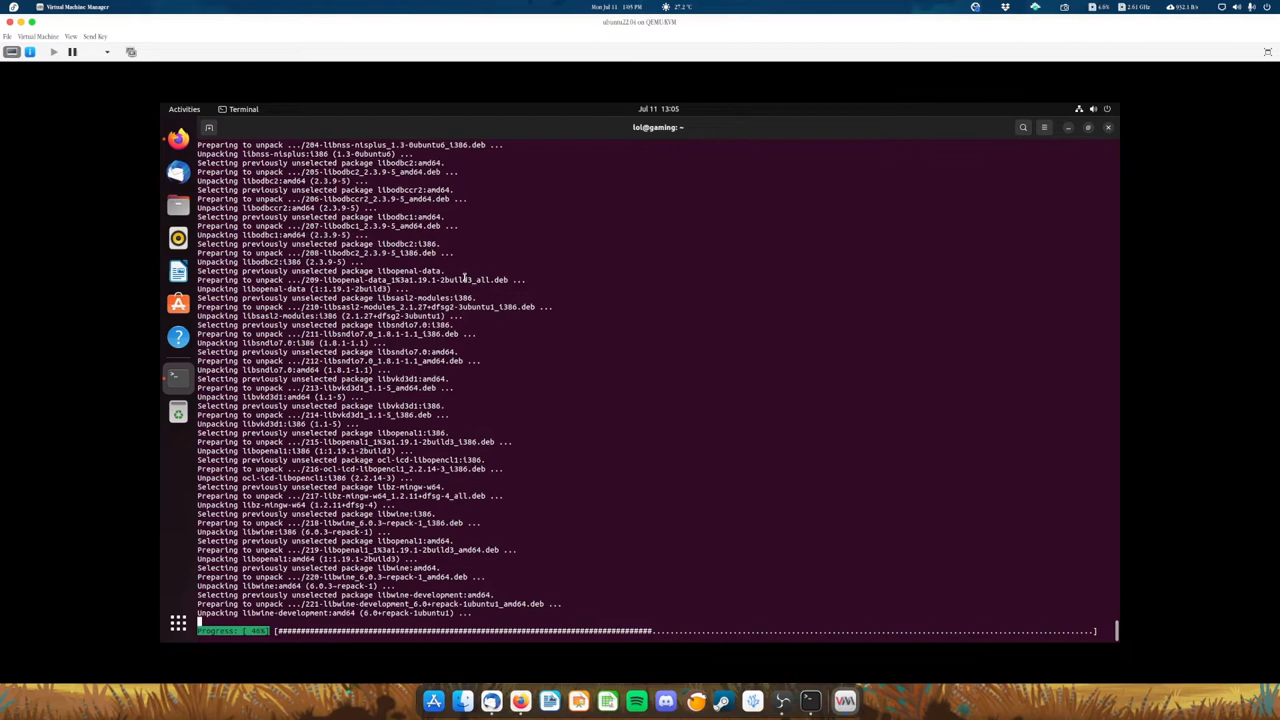 Virtual Machine Manager
Mon Jul 11 1:05 PM
27.2 °C
4.0%
2.61 GHz
932.1 B/s
ubuntu22.04 on QEMU/KVM
File Virtual Machine View Send Key
Activities Terminal Jul 11 13:05
lol@gaming: ~
Preparing to unpack .../204-libnss-nisplus_1.3-0ubuntu6_i386.deb ...
Unpacking libnss-nisplus:i386 (1.3-0ubuntu6) ...
Selecting previously unselected package libodbc2:amd64.
Preparing to unpack .../205-libodbc2_2.3.9-5_amd64.deb ...
Unpacking libodbc2:amd64 (2.3.9-5) ...
Selecting previously unselected package libodbccr2:amd64.
Preparing to unpack .../206-libodbccr2_2.3.9-5_amd64.deb ...
Unpacking libodbccr2:amd64 (2.3.9-5) ...
Selecting previously unselected package libodbc1:amd64.
Preparing to unpack .../207-libodbc1_2.3.9-5_amd64.deb ...
Unpacking libodbc1:amd64 (2.3.9-5) ...
Selecting previously unselected package libodbc2:i386.
Preparing to unpack .../208-libodbc2_2.3.9-5_i386.deb ...
Unpacking libodbc2:i386 (2.3.9-5) ...
Selecting previously unselected package libopenal-data.
Preparing to unpack .../209-libopenal-data_1%3a1.19.1-2build3_all.deb ...
Unpacking libopenal-data (1:1.19.1-2build3) ...
Selecting previously unselected package libsasl2-modules:i386.
Preparing to unpack .../210-libsasl2-modules_2.1.27+dfsg2-3ubuntu1_i386.deb ...
Unpacking libsasl2-modules:i386 (2.1.27+dfsg2-3ubuntu1) ...
Selecting previously unselected package libsndio7.0:i386.
Preparing to unpack .../211-libsndio7.0_1.8.1-1.1_i386.deb ...
Unpacking libsndio7.0:i386 (1.8.1-1.1) ...
Selecting previously unselected package libsndio7.0:amd64.
Preparing to unpack .../212-libsndio7.0_1.8.1-1.1_amd64.deb ...
Unpacking libsndio7.0:amd64 (1.8.1-1.1) ...
Selecting previously unselected package libvkd3d1:amd64.
Preparing to unpack .../213-libvkd3d1_1.1-5_amd64.deb ...
Unpacking libvkd3d1:amd64 (1.1-5) ...
Selecting previously unselected package libvkd3d1:i386.
Preparing to unpack .../214-libvkd3d1_1.1-5_i386.deb ...
Unpacking libvkd3d1:i386 (1.1-5) ...
Selecting previously unselected package libopenal1:i386.
Preparing to unpack .../215-libopenal1_1%3a1.19.1-2build3_i386.deb ...
Unpacking libopenal1:i386 (1:1.19.1-2build3) ...
Selecting previously unselected package ocl-icd-libopencl1:i386.
Preparing to unpack .../216-ocl-icd-libopencl1_2.2.14-3_i386.deb ...
Unpacking ocl-icd-libopencl1:i386 (2.2.14-3) ...
Selecting previously unselected package libz-mingw-w64.
Preparing to unpack .../217-libz-mingw-w64_1.2.11+dfsg-4_all.deb ...
Unpacking libz-mingw-w64 (1.2.11+dfsg-4) ...
Selecting previously unselected package libwine:i386.
Preparing to unpack .../218-libwine_6.0.3~repack-1_i386.deb ...
Unpacking libwine:i386 (6.0.3~repack-1) ...
Selecting previously unselected package libopenal1:amd64.
Preparing to unpack .../219-libopenal1_1%3a1.19.1-2build3_amd64.deb ...
Unpacking libopenal1:amd64 (1:1.19.1-2build3) ...
Selecting previously unselected package libwine:amd64.
Preparing to unpack .../220-libwine_6.0.3~repack-1_amd64.deb ...
Unpacking libwine:amd64 (6.0.3~repack-1) ...
Selecting previously unselected package libwine-development:amd64.
Preparing to unpack .../221-libwine-development_6.0+repack-1ubuntu1_amd64.deb ...
Unpacking libwine-development:amd64 (6.0+repack-1ubuntu1) ...
Progress: [ 46%] [###################################################################################..................................................................................................]